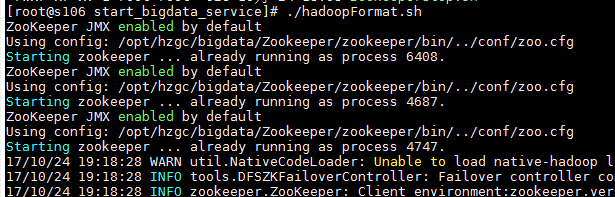 [root@s106 start_bigdata_service]# ./hadoopFormat.sh
ZooKeeper JMX enabled by default
Using config: /opt/hzgc/bigdata/Zookeeper/zookeeper/bin/../conf/zoo.cfg
Starting zookeeper ... already running as process 6408.
ZooKeeper JMX enabled by default
Using config: /opt/hzgc/bigdata/Zookeeper/zookeeper/bin/../conf/zoo.cfg
Starting zookeeper ... already running as process 4687.
ZooKeeper JMX enabled by default
Using config: /opt/hzgc/bigdata/Zookeeper/zookeeper/bin/../conf/zoo.cfg
Starting zookeeper ... already running as process 4747.
17/10/24 19:18:28 WARN util.NativeCodeLoader: Unable to load native-hadoop l
17/10/24 19:18:28 INFO tools.DFSZKFailoverController: Failover controller co
17/10/24 19:18:28 INFO zookeeper.ZooKeeper: Client environment:zookeeper.ver